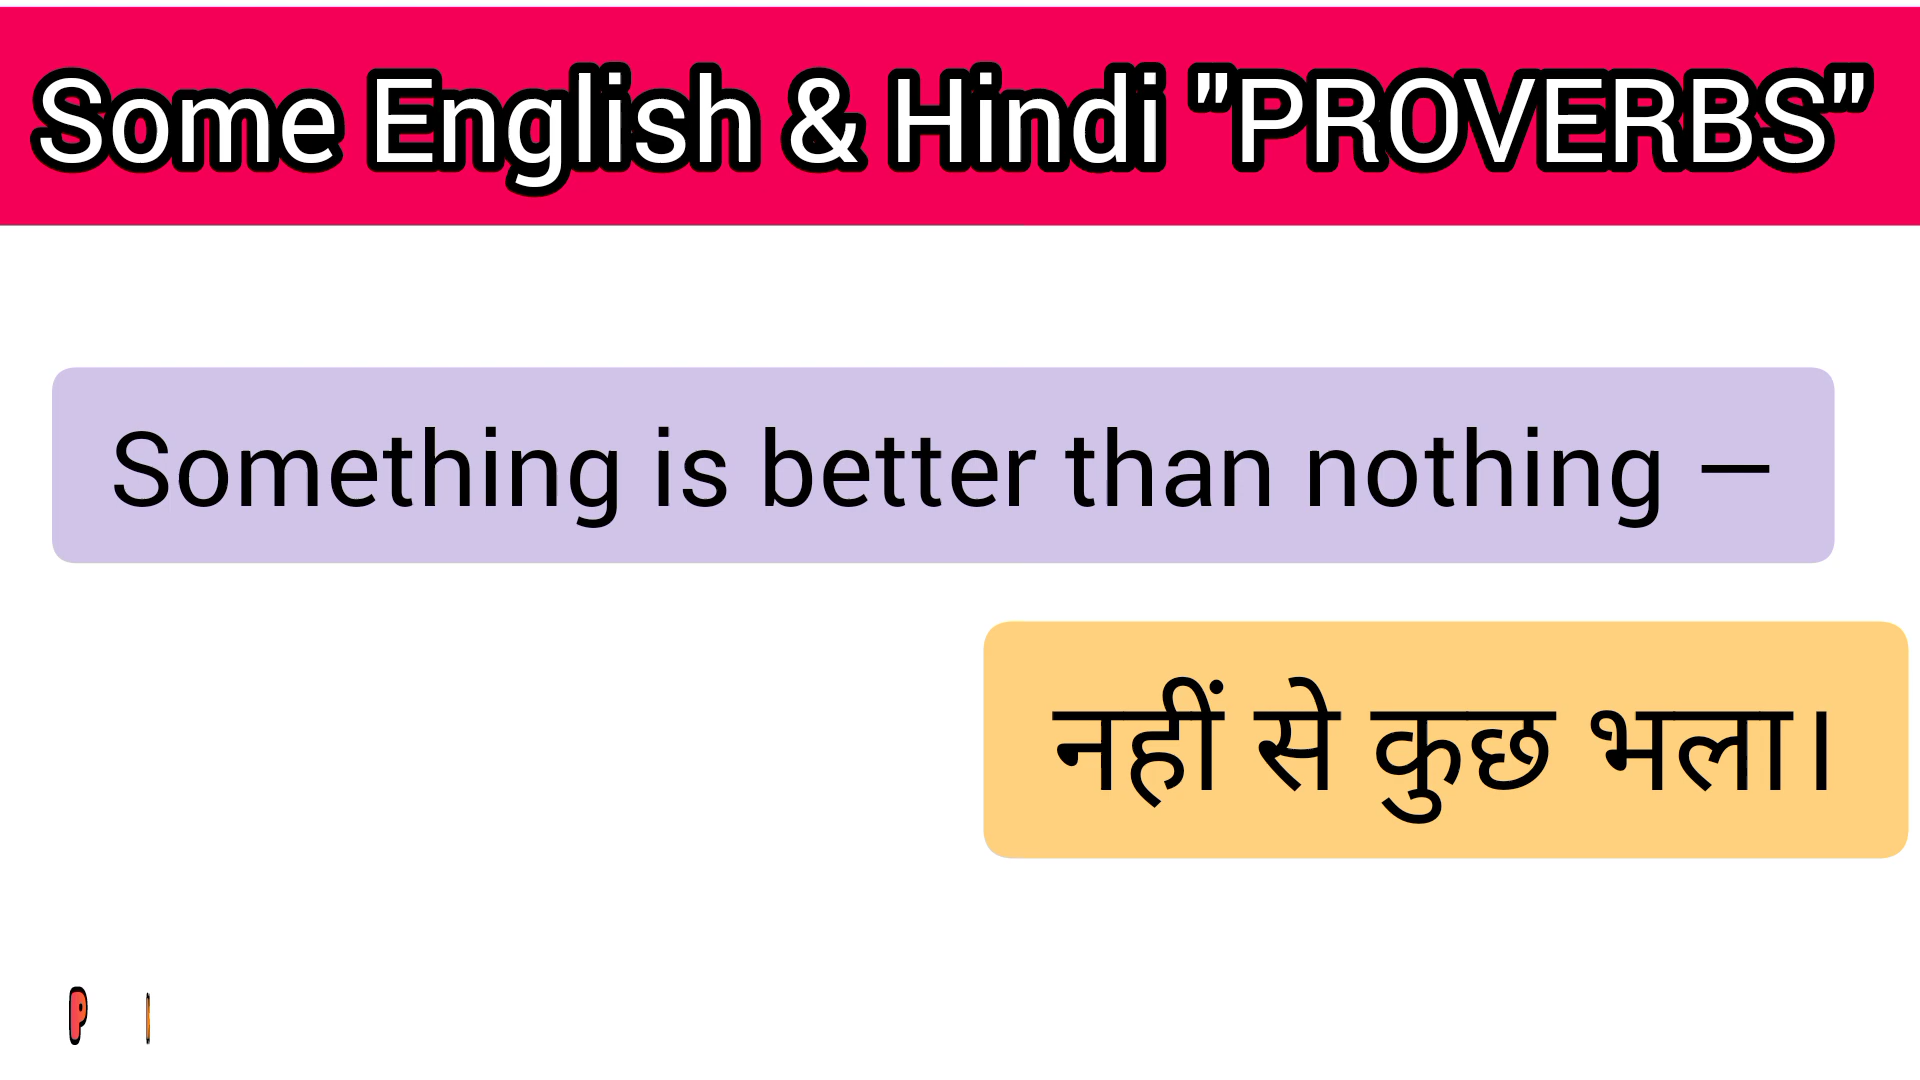 Some English & Hindi "PROVERBS"
Something is better than nothing —
नहीं से कुछ भला।
P